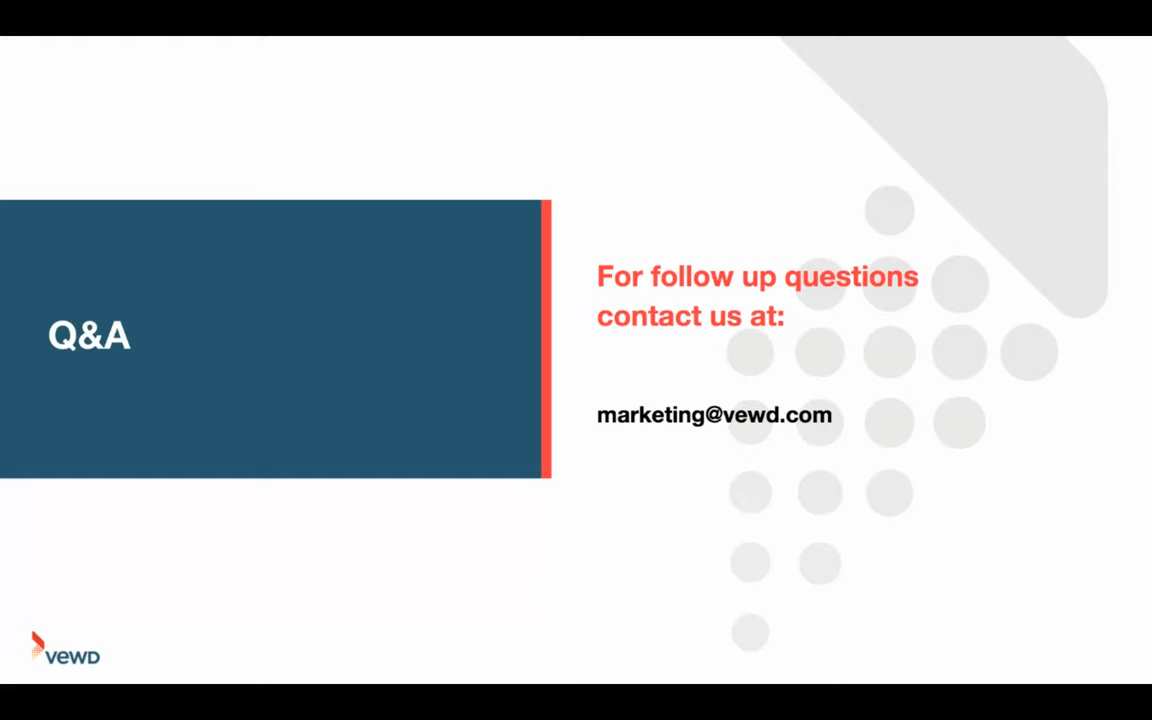 Q&A
For follow up questions
contact us at:
marketing@vewd.com
vewd